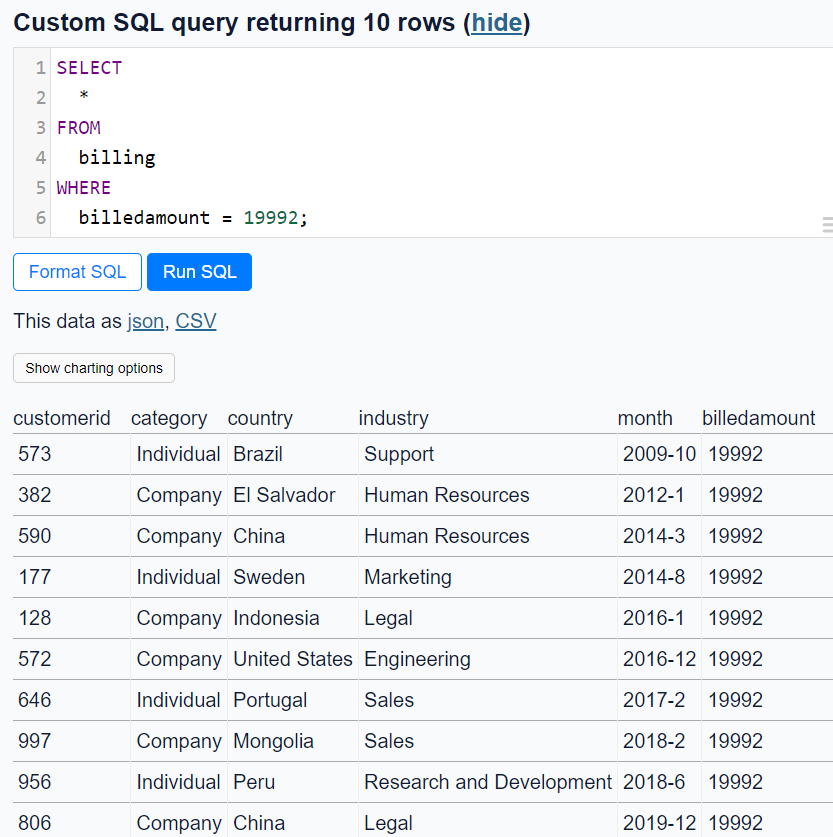 Custom SQL query returning 10 rows (hide)
1 SELECT
2 *
3 FROM
4 billing
5 WHERE
6 billedamount = 19992;
Format SQL Run SQL
This data as json, CSV
Show charting options
customerid category country industry month billedamount
573 Individual Brazil Support 2009-10 19992
382 Company El Salvador Human Resources 2012-1 19992
590 Company China Human Resources 2014-3 19992
177 Individual Sweden Marketing 2014-8 19992
128 Company Indonesia Legal 2016-1 19992
572 Company United States Engineering 2016-12 19992
646 Individual Portugal Sales 2017-2 19992
997 Company Mongolia Sales 2018-2 19992
956 Individual Peru Research and Development 2018-6 19992
806 Company China Legal 2019-12 19992